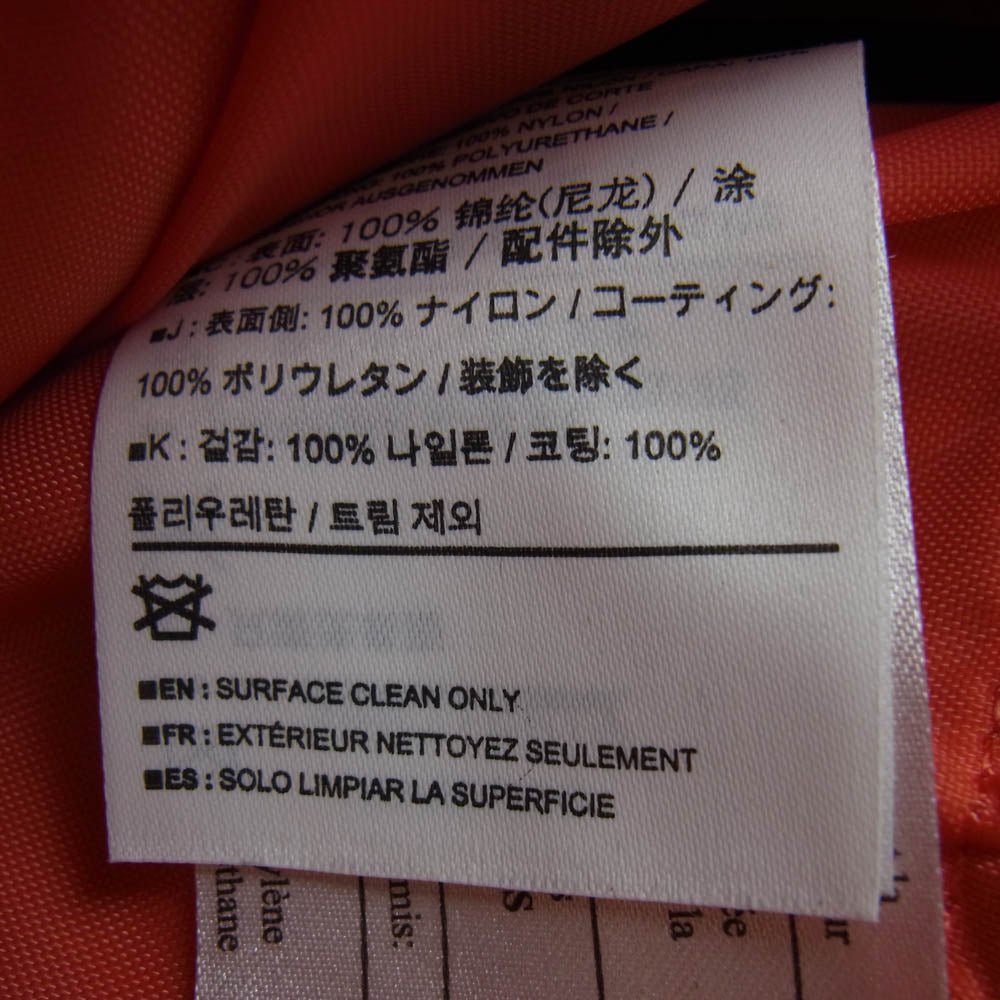 DE CORTE
100% NYLON /
100% POLYURETHANE /
AUSGENOMMEN
表面: 100% 锦纶(尼龙) / 涂
层: 100% 聚氨酯 / 配件除外
■J : 表面側: 100% ナイロン / コーティング:
100% ポリウレタン / 装飾を除く
■K : 겉감: 100% 나일론 / 코팅: 100%
폴리우레탄 / 트림 제외
■EN : SURFACE CLEAN ONLY
■FR : EXTÉRIEUR NETTOYEZ SEULEMENT
■ES : SOLO LIMPIAR LA SUPERFICIE